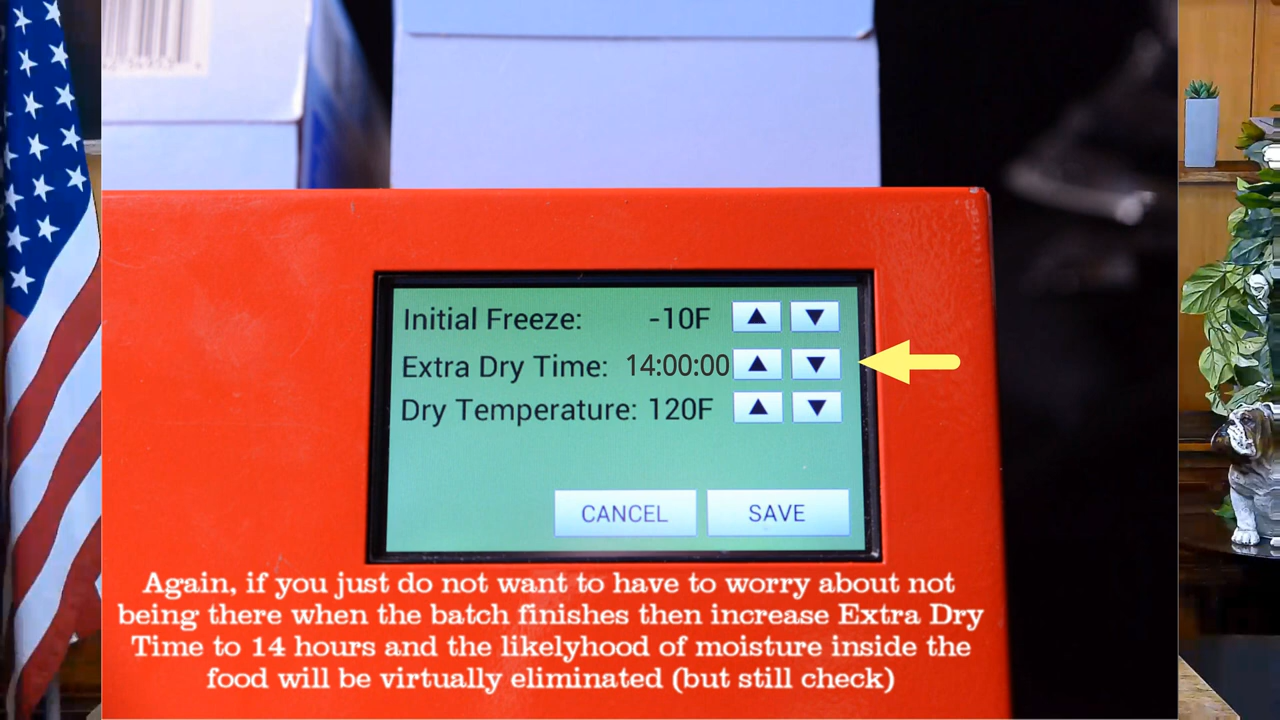 Initial Freeze: -10F ▲ ▼
Extra Dry Time: 14:00:00 ▲ ▼
Dry Temperature: 120F ▲ ▼
CANCEL SAVE
Again, if you just do not want to have to worry about not
being there when the batch finishes then increase Extra Dry
Time to 14 hours and the likelyhood of moisture inside the
food will be virtually eliminated (but still check)